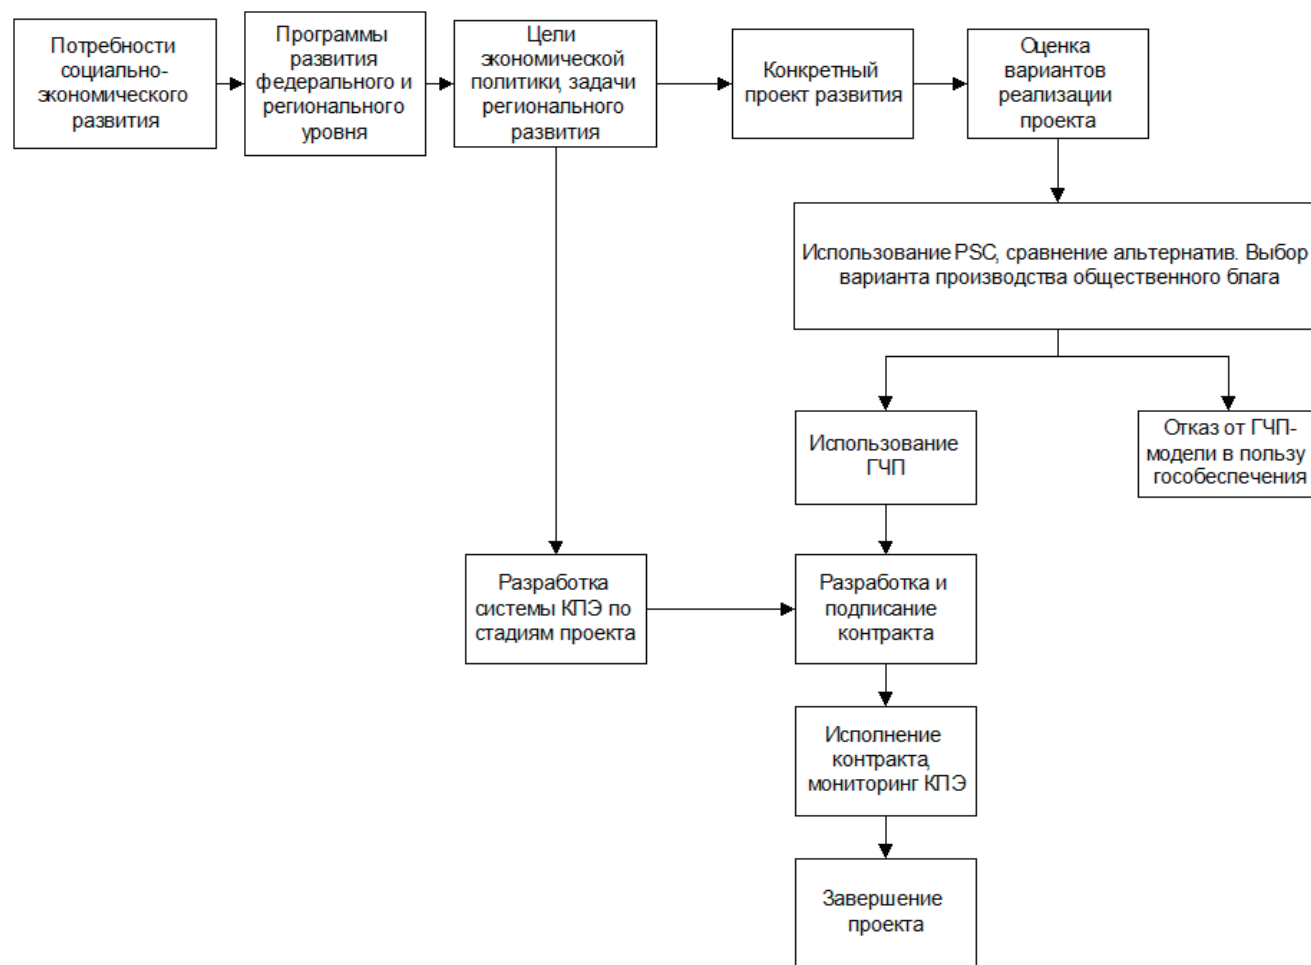 Потребности
социально-
экономического
развития
Программы
развития
федерального и
регионального
уровня
Цели
экономической
политики, задачи
регионального
развития
Конкретный
проект развития
Оценка
вариантов
реализации
проекта
Использование PSC, сравнение альтернатив. Выбор
варианта производства общественного блага
Использование
ГЧП
Отказ от ГЧП-
модели в пользу
гособеспечения
Разработка
системы КПЭ по
стадиям проекта
Разработка и
подписание
контракта
Исполнение
контракта,
мониторинг КПЭ
Завершение
проекта